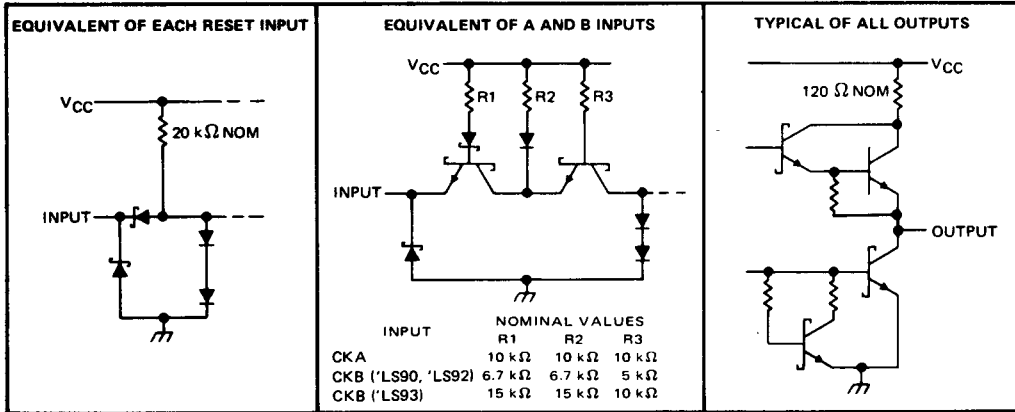 EQUIVALENT OF EACH RESET INPUT
VCC
20 kΩ NOM
INPUT
EQUIVALENT OF A AND B INPUTS
VCC
R1
R2
R3
INPUT
INPUT
NOMINAL VALUES
R1 R2 R3
CKA 10 kΩ 10 kΩ 10 kΩ
CKB ('LS90, 'LS92) 6.7 kΩ 6.7 kΩ 5 kΩ
CKB ('LS93) 15 kΩ 15 kΩ 10 kΩ
TYPICAL OF ALL OUTPUTS
VCC
120 Ω NOM
OUTPUT